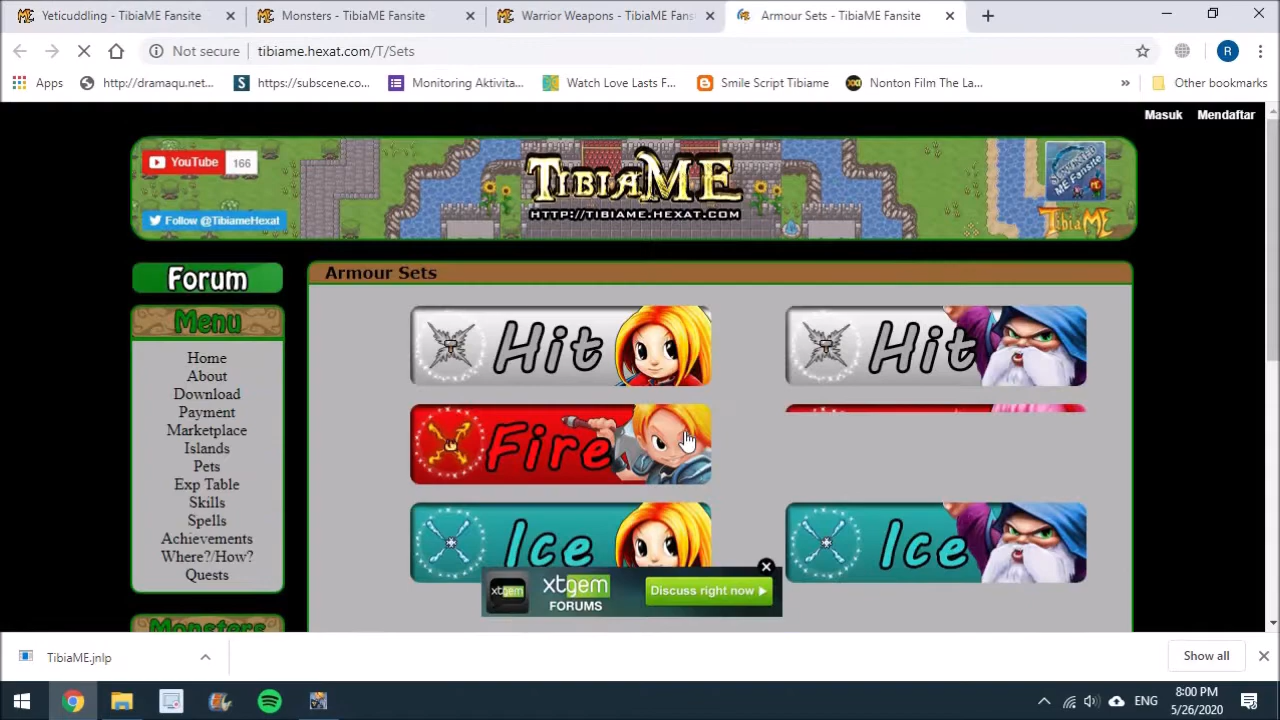 Yeticuddling - TibiaME Fansite
Monsters - TibiaME Fansite
Warrior Weapons - TibiaME Fans
Armour Sets - TibiaME Fansite
Not secure
tibiame.hexat.com/T/Sets
R
Apps
http://dramaqu.net...
S
https://subscene.co...
Monitoring Aktivita...
Watch Love Lasts F...
Smile Script Tibiame
Nonton Film The La...
»
Other bookmarks
Masuk
Mendaftar
YouTube
166
Follow @TibiameHexat
TIBIAME
HTTP://TIBIAME.HEXAT.COM
TIBIAME
Forum
Menu
Home
About
Download
Payment
Marketplace
Islands
Pets
Exp Table
Skills
Spells
Achievements
Where?/How?
Quests
Monsters
Armour Sets
Hit
Hit
Fire
Ice
Ice
xtgem
xtgem
FORUMS
Discuss right now
TibiaME.jnlp
Show all
ENG
8:00 PM
5/26/2020